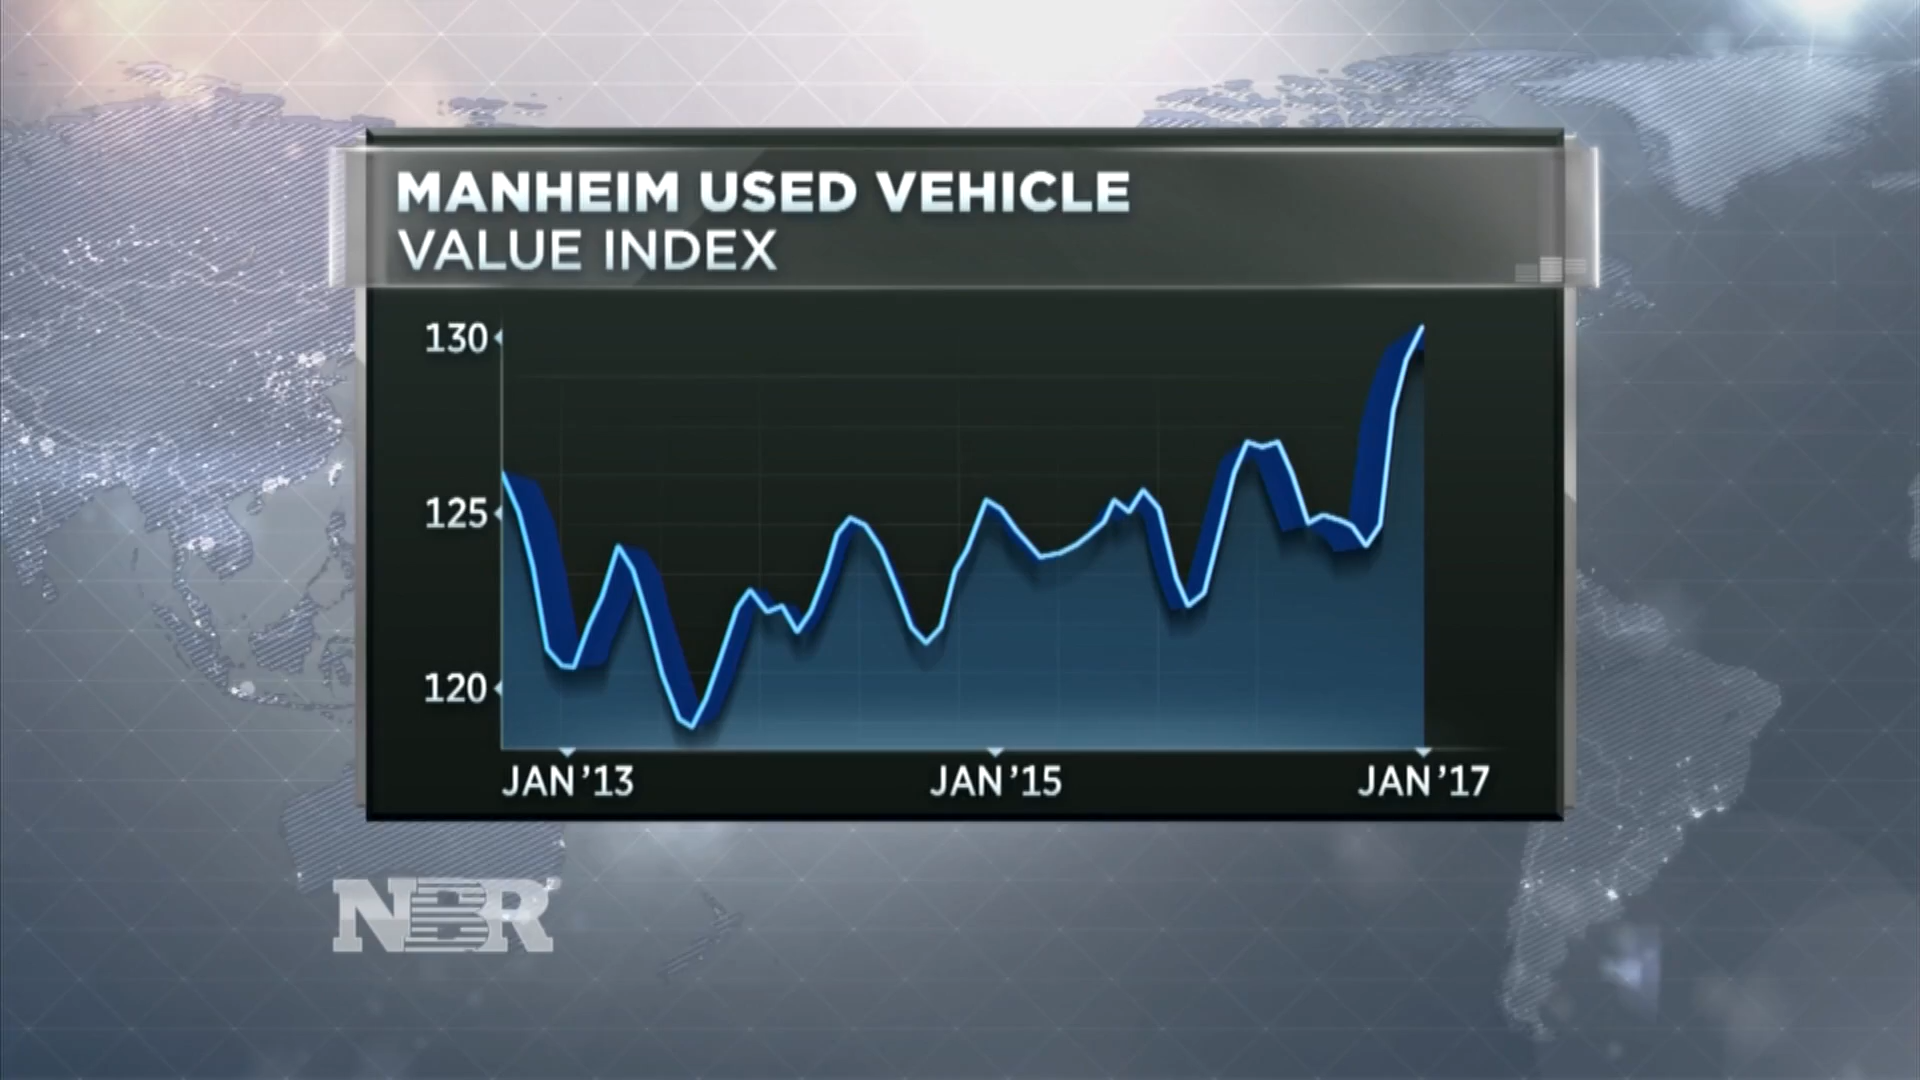 MANHEIM USED VEHICLE
VALUE INDEX
130
125
120
JAN '13
JAN '15
JAN '17
NBR